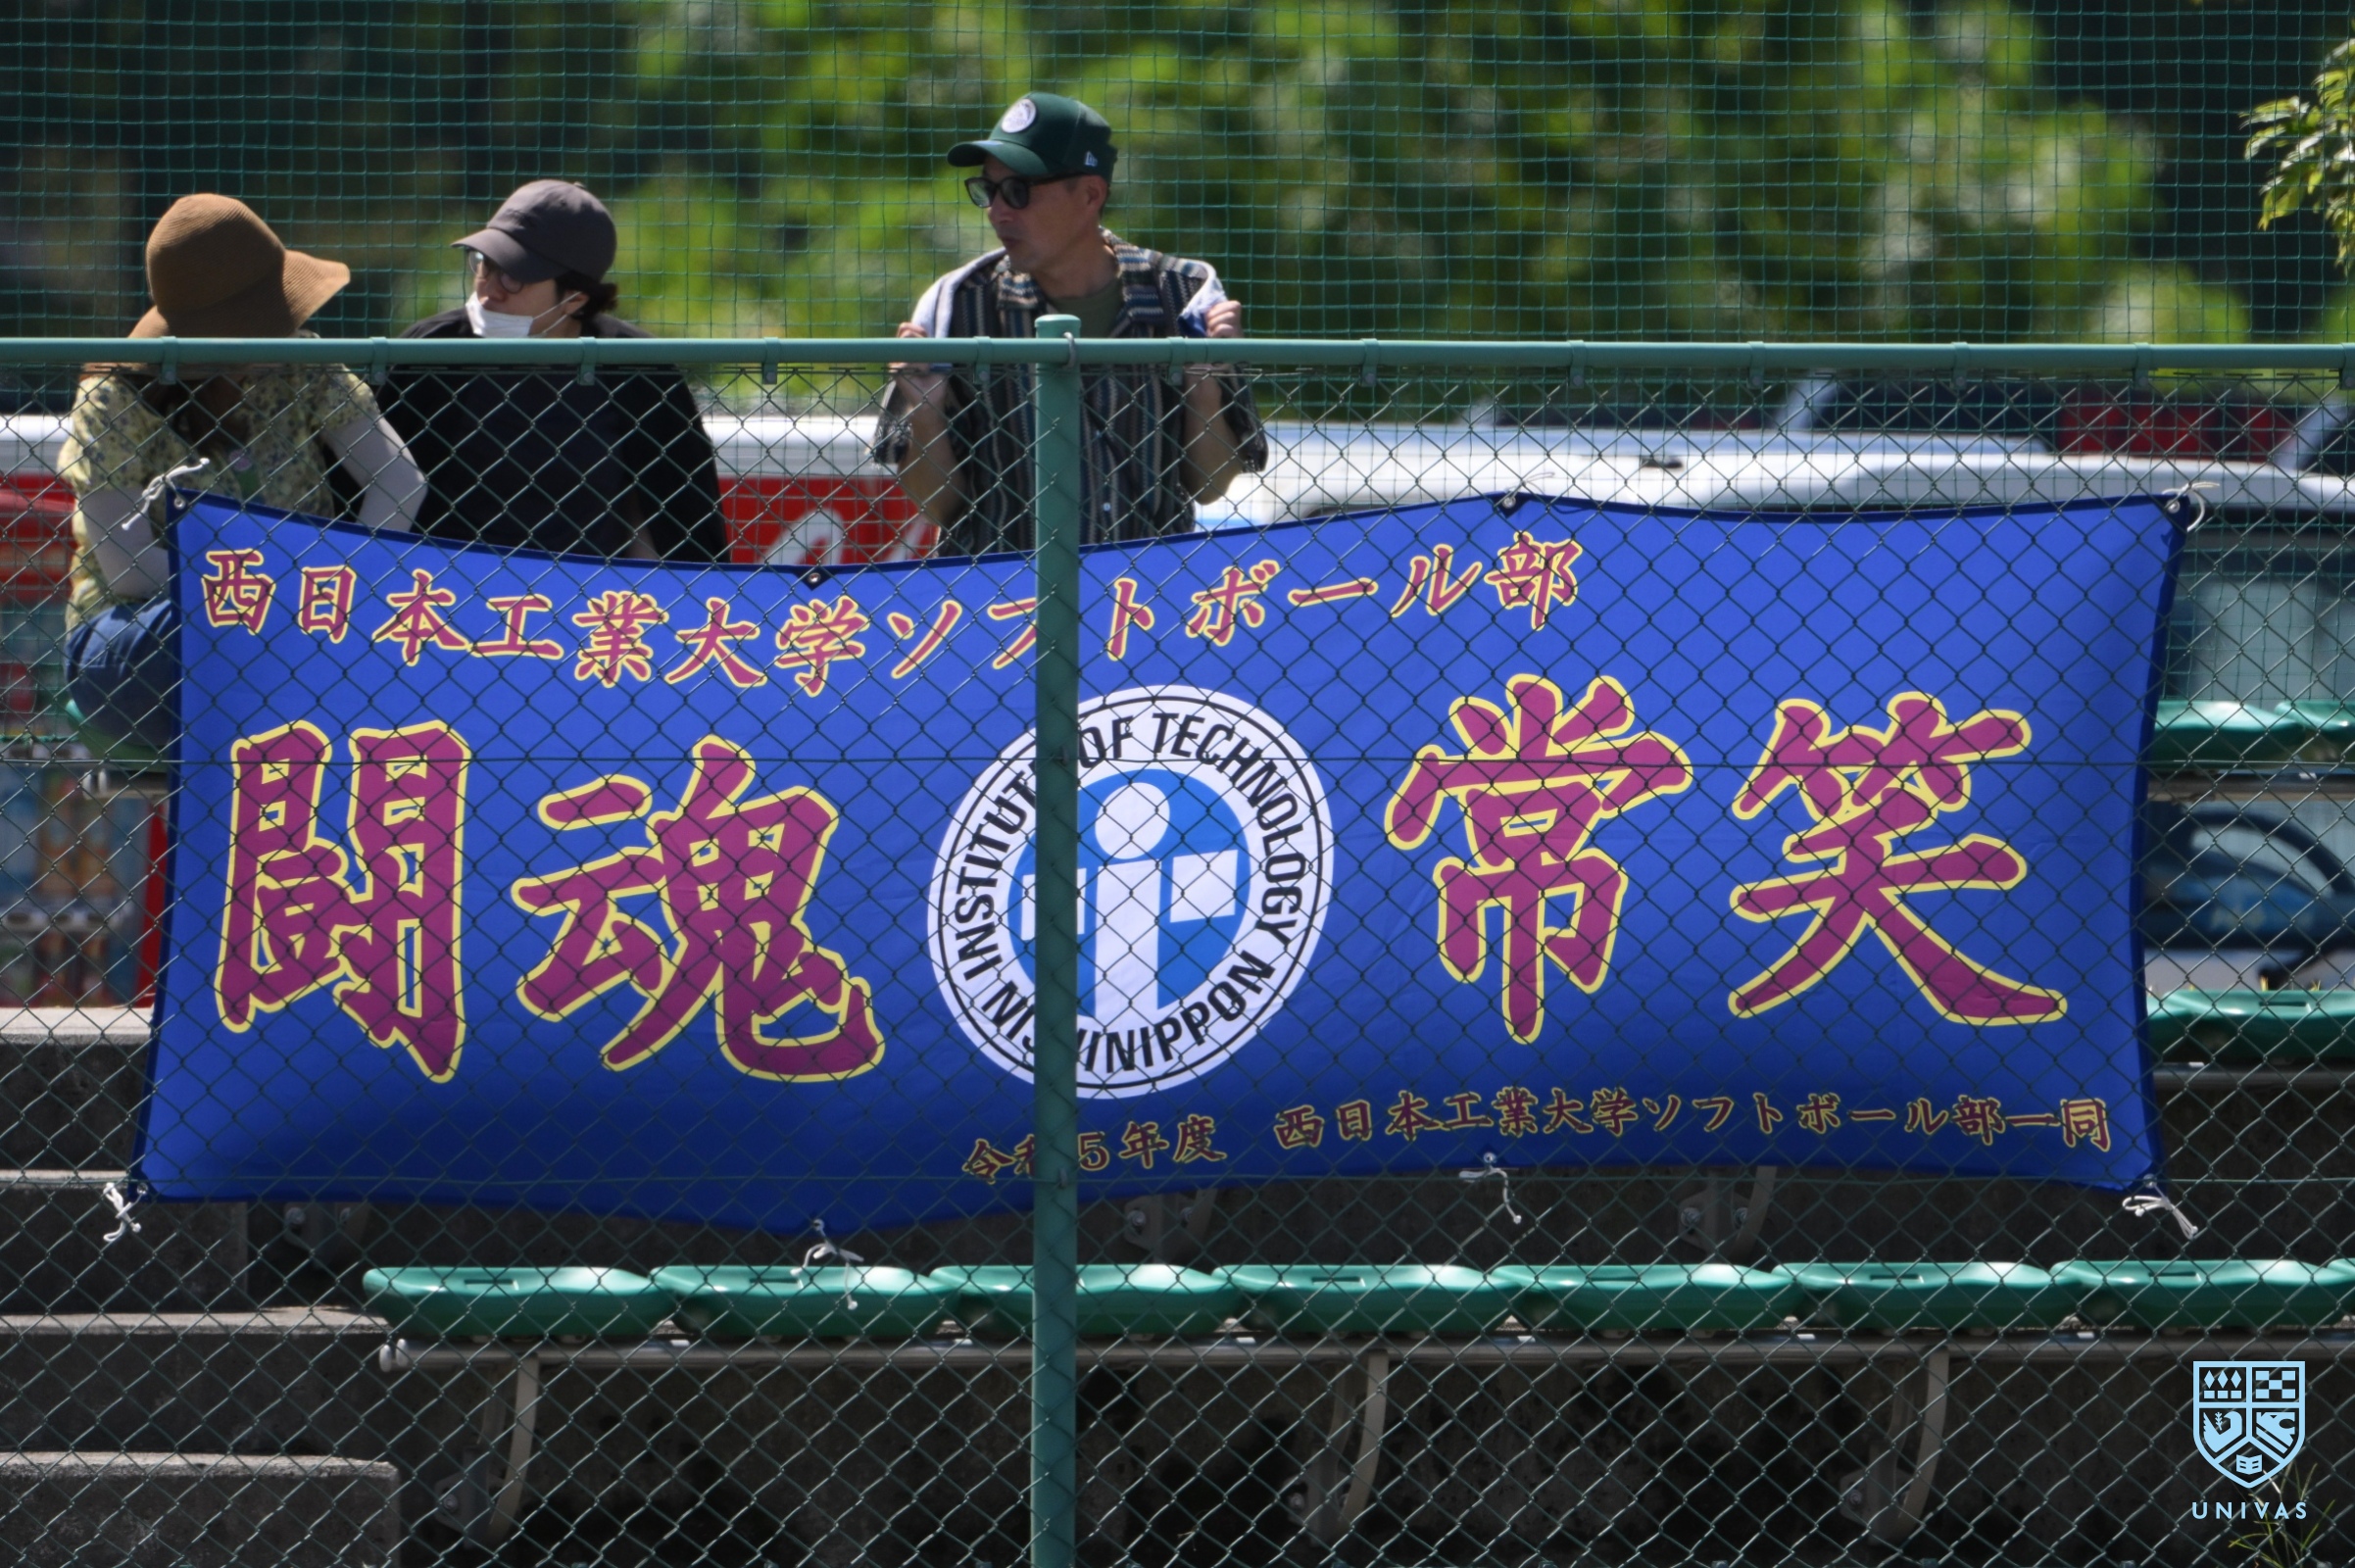 西日本工業大学ソフトボール部
闘魂 常笑
INSTITUTE OF TECHNOLOGY NISHINIPPON
令和5年度 西日本工業大学ソフトボール部一同
UNIVAS